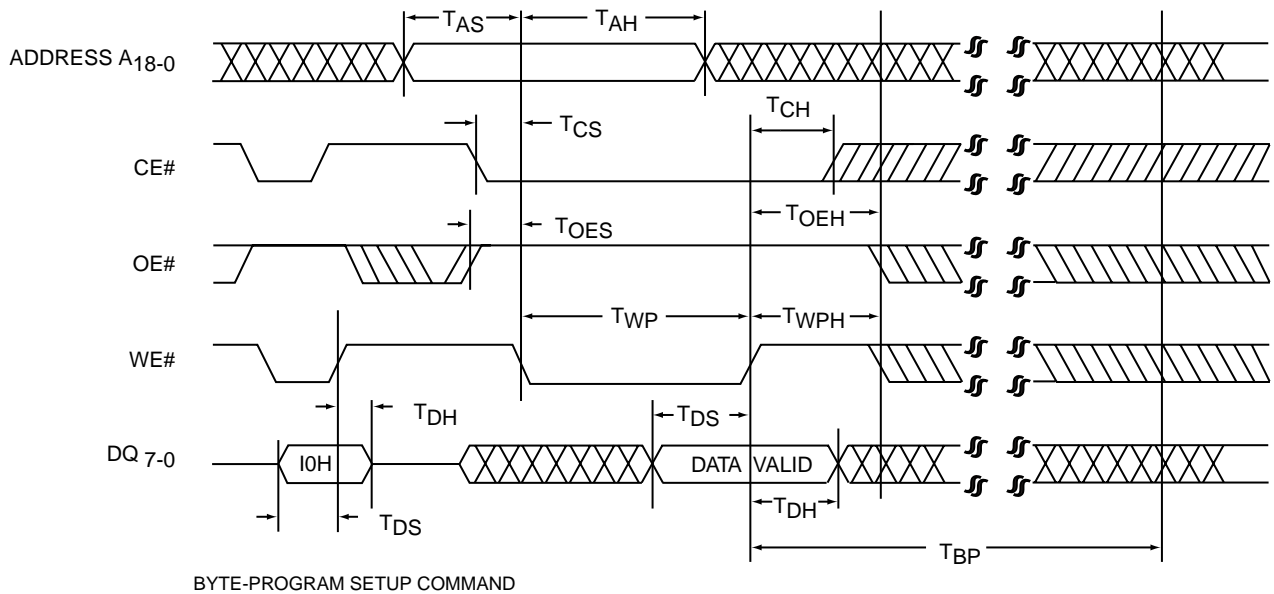 TAS
TAH
ADDRESS A18-0
TCS
TCH
CE#
TOES
TOEH
OE#
TWP
TWPH
WE#
TDH
TDS
DQ 7-0
I0H
DATA VALID
TDS
TDH
TBP
BYTE-PROGRAM SETUP COMMAND